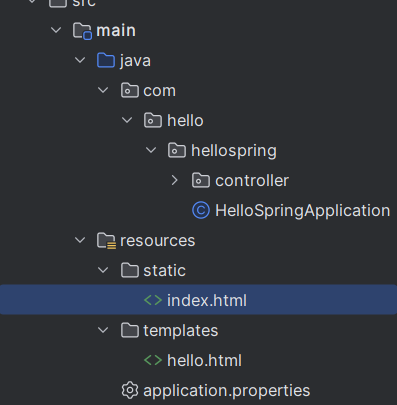 src
main
java
com
hello
hellospring
controller
HelloSpringApplication
resources
static
index.html
templates
hello.html
application.properties